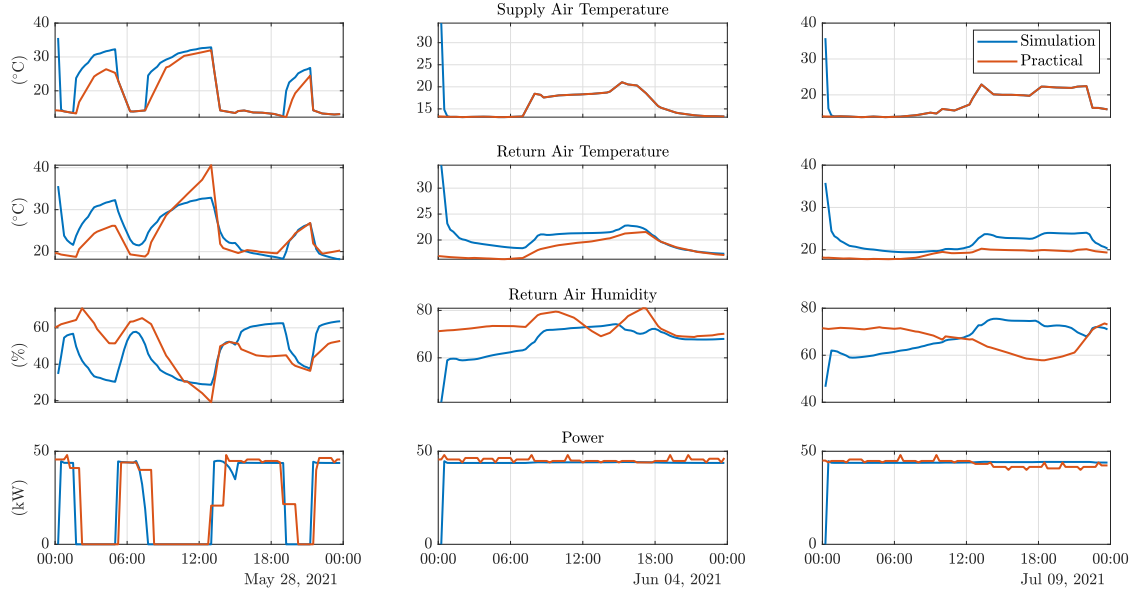 Supply Air Temperature
40
30
20
(°C)
30
25
20
15
40
30
20
Simulation
Practical
Return Air Temperature
40
30
20
(°C)
30
25
20
40
30
20
Return Air Humidity
60
40
20
(%)
80
60
80
60
40
Power
50
0
(kW)
50
0
50
0
00:00 06:00 12:00 18:00 00:00
May 28, 2021
00:00 06:00 12:00 18:00 00:00
Jun 04, 2021
00:00 06:00 12:00 18:00 00:00
Jul 09, 2021